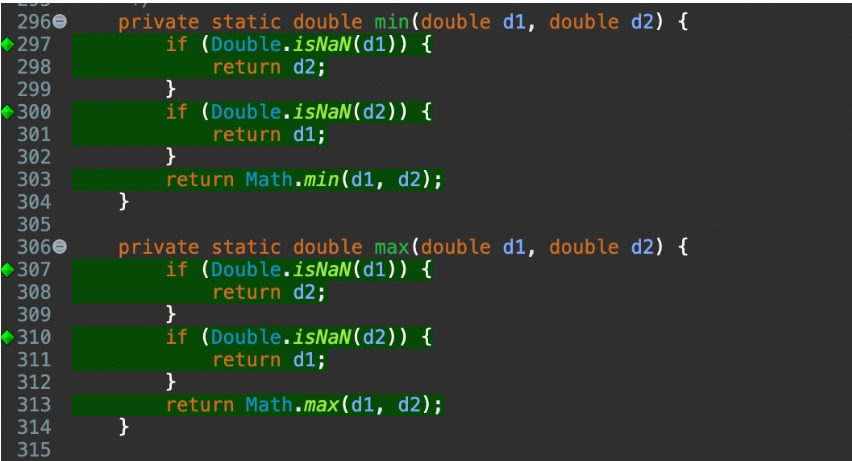 296 private static double min(double d1, double d2) {
297 if (Double.isNaN(d1)) {
298 return d2;
299 }
300 if (Double.isNaN(d2)) {
301 return d1;
302 }
303 return Math.min(d1, d2);
304 }
305
306 private static double max(double d1, double d2) {
307 if (Double.isNaN(d1)) {
308 return d2;
309 }
310 if (Double.isNaN(d2)) {
311 return d1;
312 }
313 return Math.max(d1, d2);
314 }
315